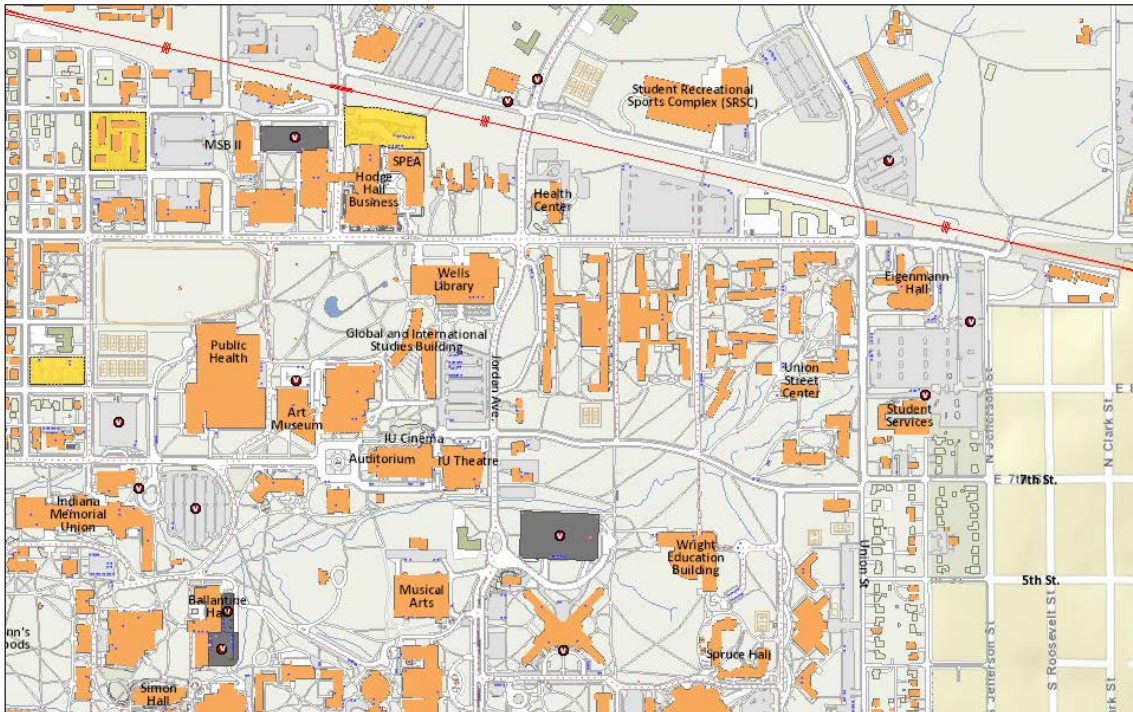 Student Recreational
Sports Complex (SRSC)
MSB II
SPEA
Hodge
Hall
Business
Health
Center
Wells
Library
Eigenmann
Hall
Global and International
Studies Building
Public
Health
Jordan Ave
Union
Street
Center
Art
Museum
Student
Services
N Jefferson St
N Clark St
IU Cinema
Auditorium
IU Theatre
E 7th St
7th St.
Indiana
Memorial
Union
Wright
Education
Building
Union St
5th St.
Musical
Arts
Ballantine
Hall
S Jefferson St
S Roosevelt St
Spruce Hall
Simon
Hall